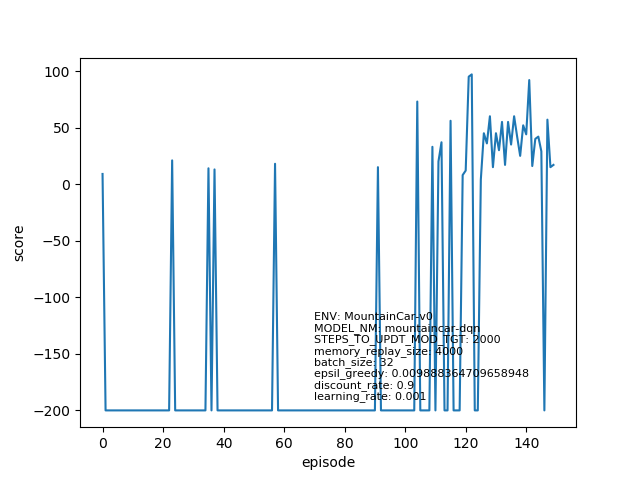 100
50
0
−50
−100
−150
−200
score
ENV: MountainCar-v0
MODEL_NM: mountaincar-dqn
STEPS_TO_UPDT_MOD_TGT: 2000
memory_replay_size: 4000
batch_size: 32
epsil_greedy: 0.009888364709658948
discount_rate: 0.9
learning_rate: 0.001
0 20 40 60 80 100 120 140
episode